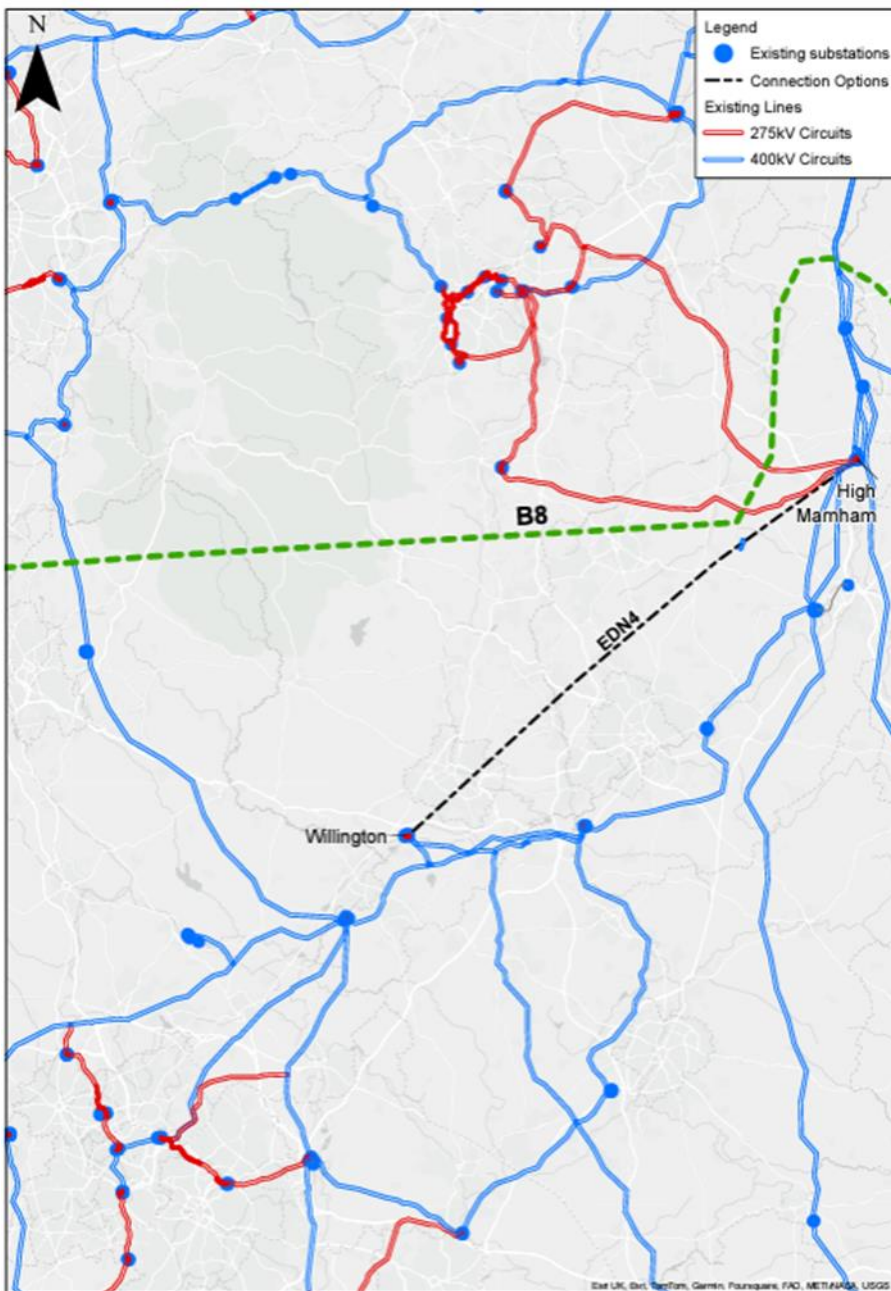 N
Legend
Existing substations
Connection Options
Existing Lines
275kV Circuits
400kV Circuits
High
Marnham
B8
EDN4
Willington
Esri UK, Esri, TomTom, Garmin, Foursquare, FAO, METI/NASA, USGS